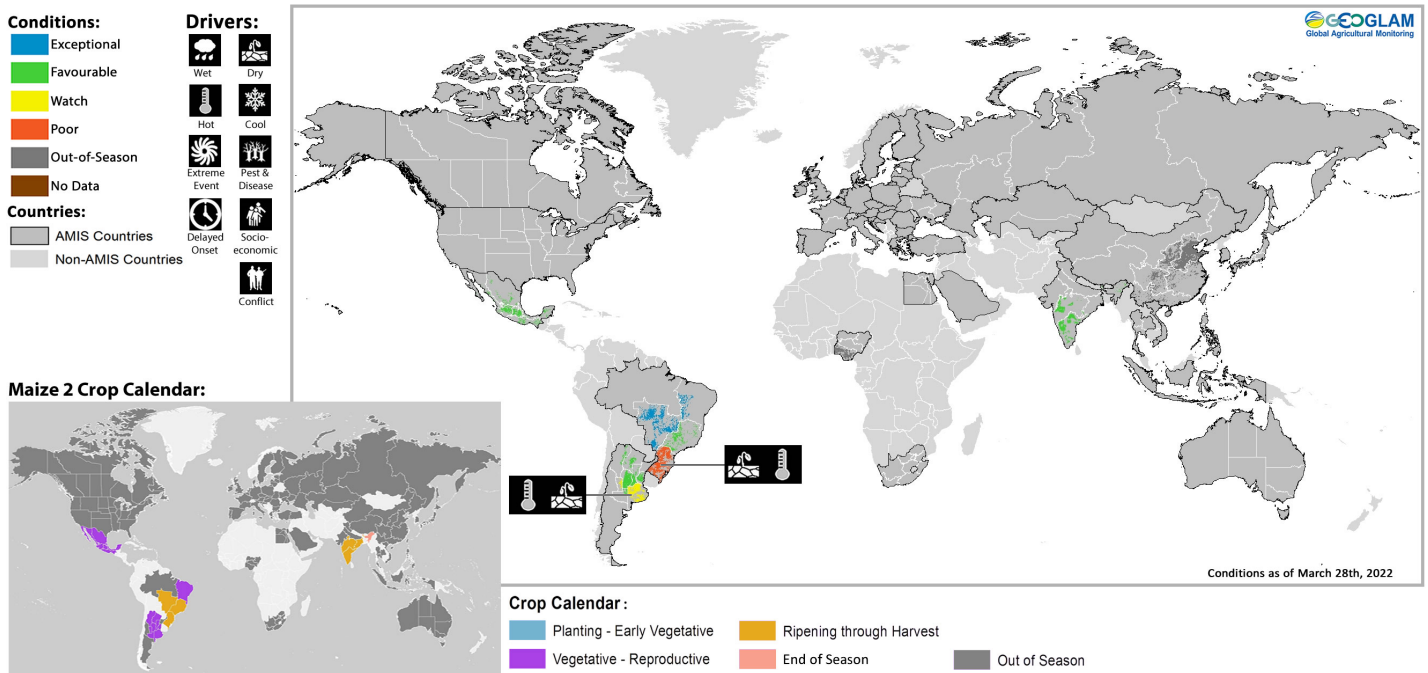 Conditions:
Exceptional
Favourable
Watch
Poor
Out-of-Season
No Data
Countries:
AMIS Countries
Non-AMIS Countries
Drivers:
Wet
Dry
Hot
Cool
Extreme
Event
Pest &
Disease
Delayed
Onset
Socio-
economic
Conflict
GEOGLAM
Global Agricultural Monitoring
Maize 2 Crop Calendar:
Conditions as of March 28th, 2022
Crop Calendar :
Planting - Early Vegetative
Ripening through Harvest
Vegetative - Reproductive
End of Season
Out of Season